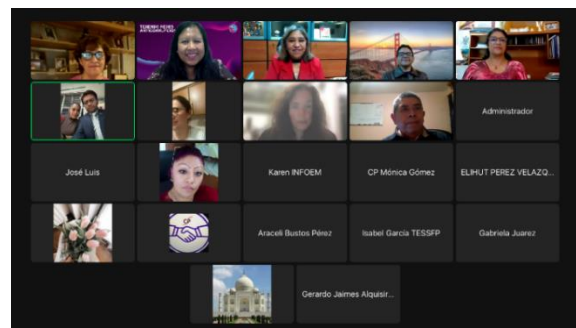 Administrador
José Luis
Karen INFOEM
CP Mónica Gómez
ELIHUT PEREZ VELAZQ...
CP
Araceli Bustos Pérez
Isabel García TESSFP
Gabriela Juarez
Gerardo Jaimes Alquisir...